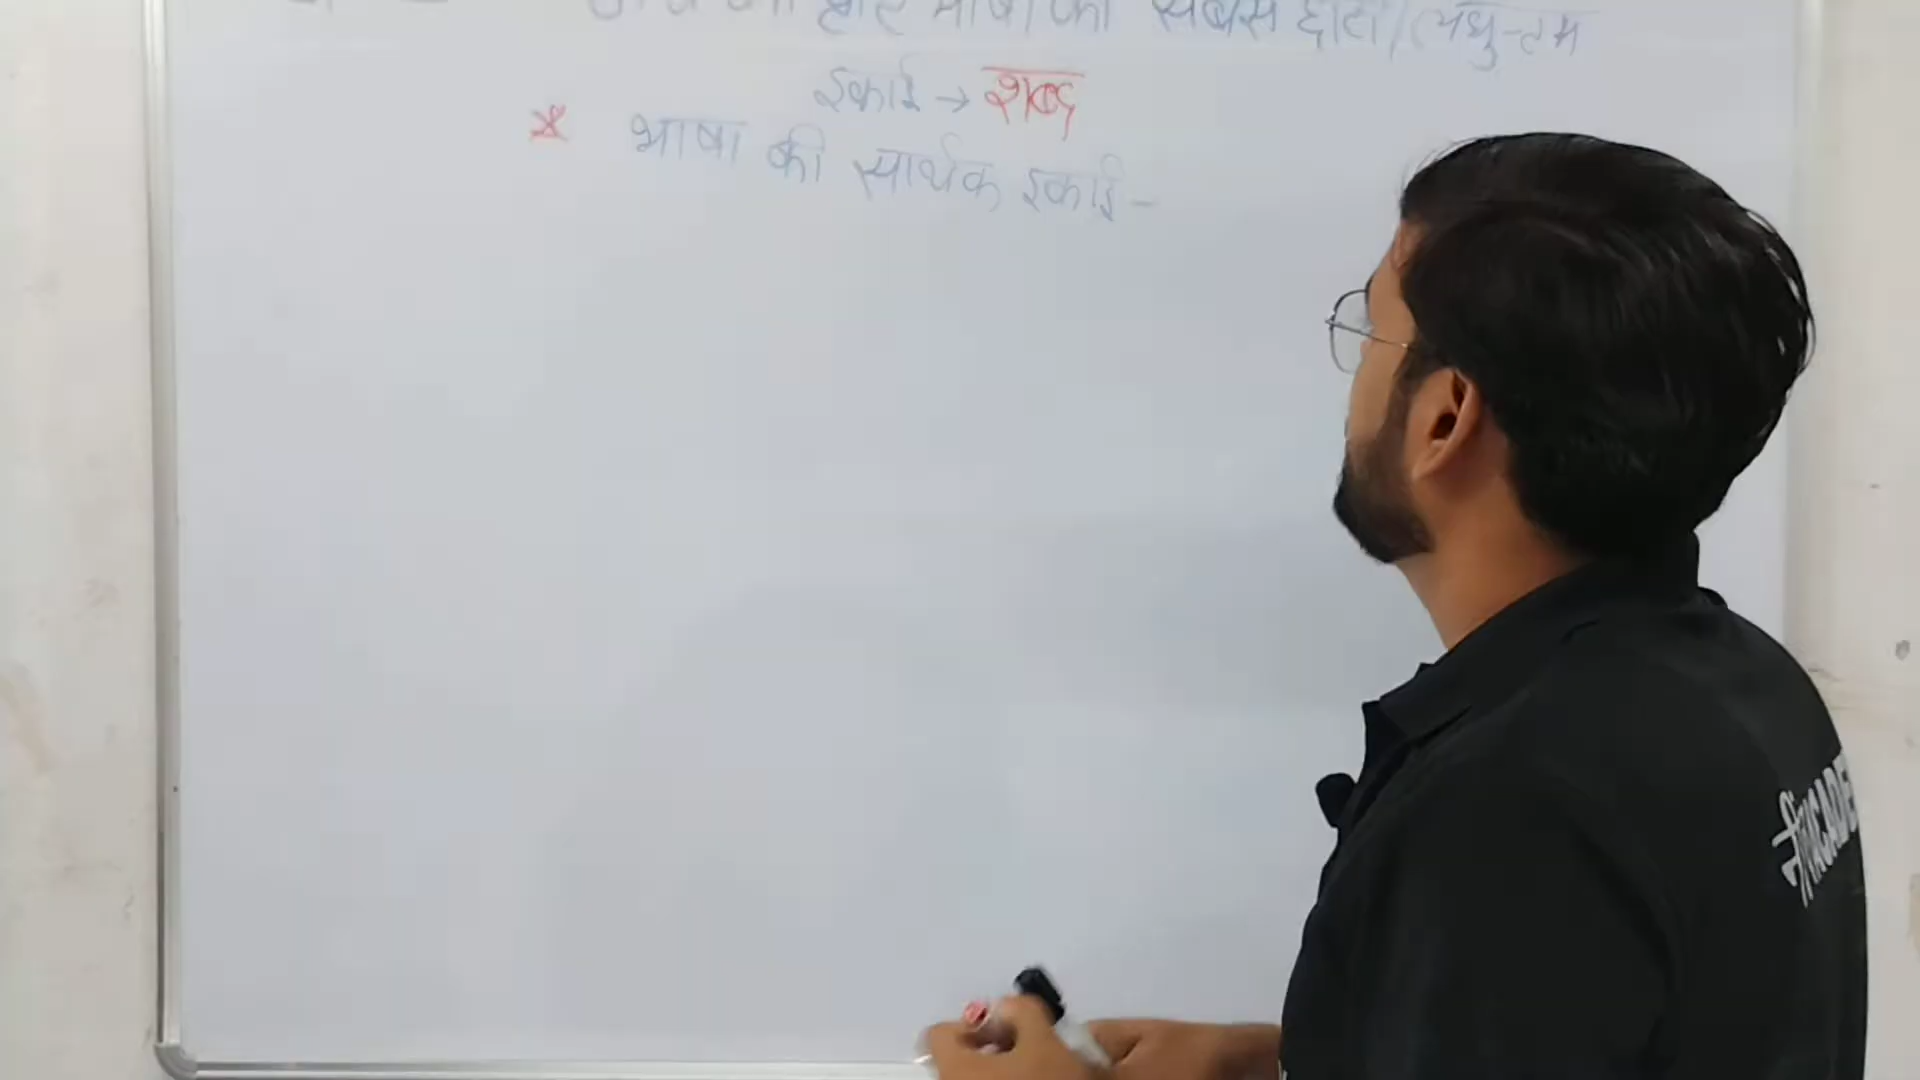 द्वारा भाषा की सबसे छोटी/लघु-तम
इकाई → शब्द
* भाषा की सार्थक इकाई -